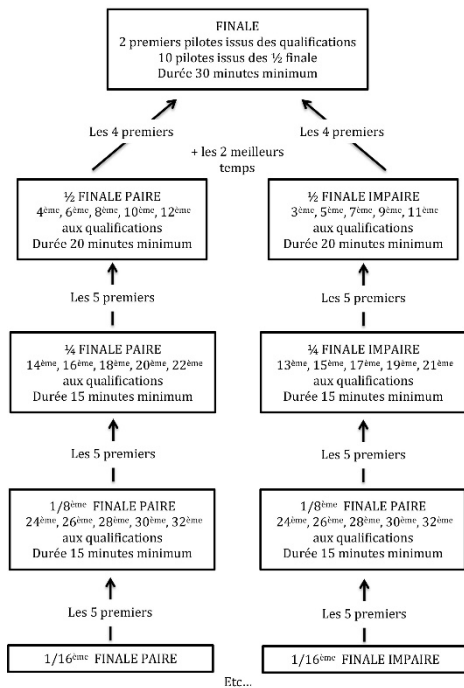 FINALE
2 premiers pilotes issus des qualifications
10 pilotes issus des ½ finale
Durée 30 minutes minimum
Les 4 premiers
Les 4 premiers
+ les 2 meilleurs
temps
½ FINALE PAIRE
4ème, 6ème, 8ème, 10ème, 12ème
aux qualifications
Durée 20 minutes minimum
½ FINALE IMPAIRE
3ème, 5ème, 7ème, 9ème, 11ème
aux qualifications
Durée 20 minutes minimum
Les 5 premiers
Les 5 premiers
¼ FINALE PAIRE
14ème, 16ème, 18ème, 20ème, 22ème
aux qualifications
Durée 15 minutes minimum
¼ FINALE IMPAIRE
13ème, 15ème, 17ème, 19ème, 21ème
aux qualifications
Durée 15 minutes minimum
Les 5 premiers
Les 5 premiers
1/8ème FINALE PAIRE
24ème, 26ème, 28ème, 30ème, 32ème
aux qualifications
Durée 15 minutes minimum
1/8ème FINALE PAIRE
24ème, 26ème, 28ème, 30ème, 32ème
aux qualifications
Durée 15 minutes minimum
Les 5 premiers
Les 5 premiers
1/16ème FINALE PAIRE
1/16ème FINALE IMPAIRE
Etc...